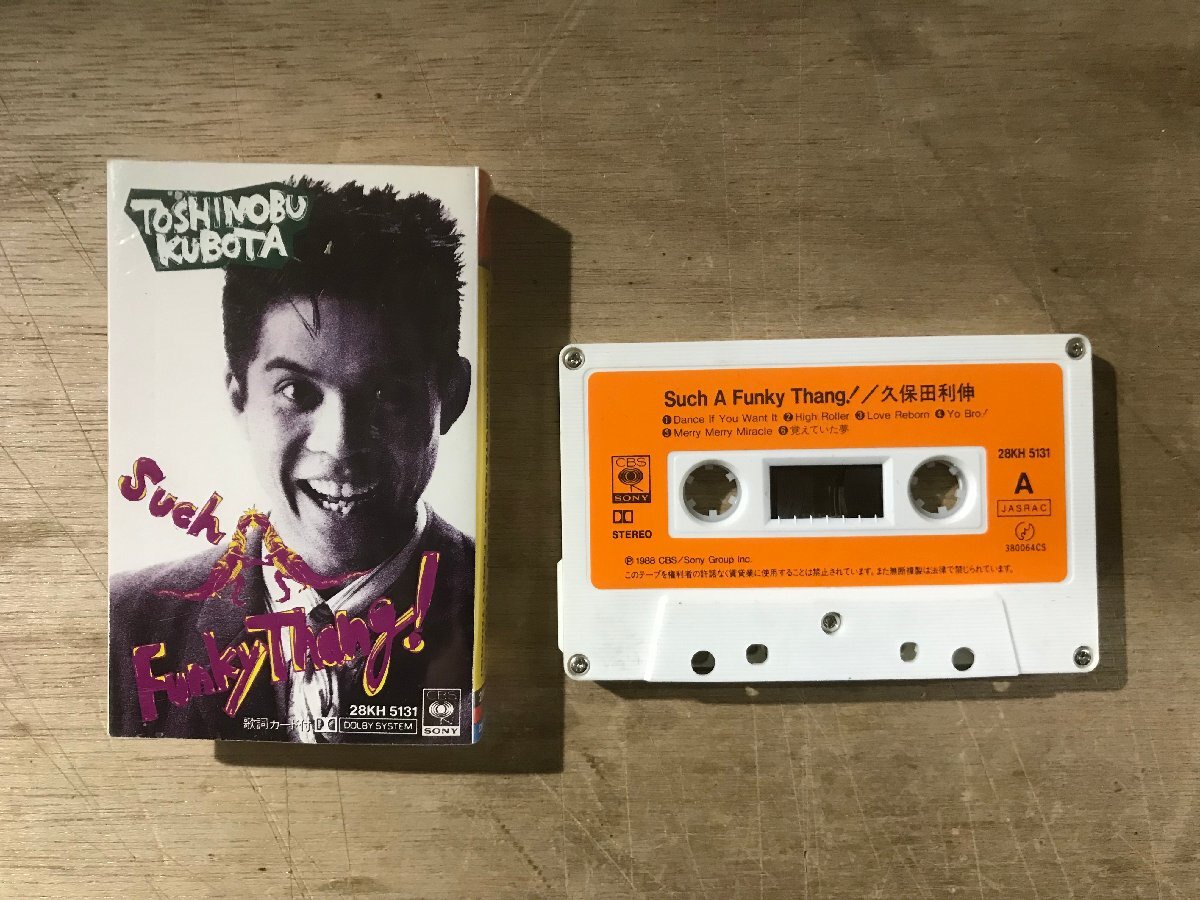 TOSHINOBU
KUBOTA
Such A
Funky Thang!
28KH 5131
歌詞カード付 DOLBY SYSTEM
CBS
SONY
Such A Funky Thang!／久保田利伸
❶Dance If You Want It ❷High Roller ❸Love Reborn ❹Yo Bro!
❺Merry Merry Miracle ❻覚えていた夢
CBS
SONY
STEREO
28KH 5131
A
JASRAC
380064CS
Ⓟ1988 CBS/Sony Group Inc.
このテープを権利者の許諾なく賃貸業に使用することは禁止されています。また無断複製は法律で禁じられています。